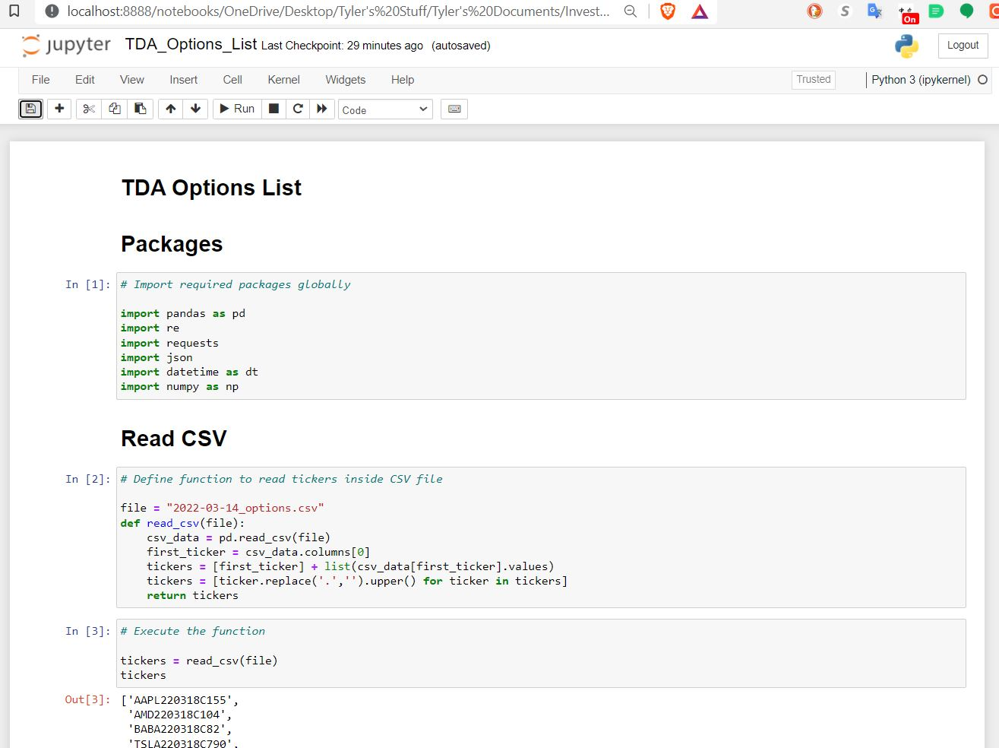 localhost:8888/notebooks/OneDrive/Desktop/Tyler's%20Stuff/Tyler's%20Documents/Invest...
S
G
On
jupyter TDA_Options_List Last Checkpoint: 29 minutes ago (autosaved)
Logout
File Edit View Insert Cell Kernel Widgets Help Trusted Python 3 (ipykernel)
Run Code
TDA Options List
Packages
In [1]: # Import required packages globally
import pandas as pd
import re
import requests
import json
import datetime as dt
import numpy as np
Read CSV
In [2]: # Define function to read tickers inside CSV file
file = "2022-03-14_options.csv"
def read_csv(file):
    csv_data = pd.read_csv(file)
    first_ticker = csv_data.columns[0]
    tickers = [first_ticker] + list(csv_data[first_ticker].values)
    tickers = [ticker.replace('.','').upper() for ticker in tickers]
    return tickers
In [3]: # Execute the function
tickers = read_csv(file)
tickers
Out[3]: ['AAPL220318C155',
'AMD220318C104',
'BABA220318C82',
'TSLA220318C790',